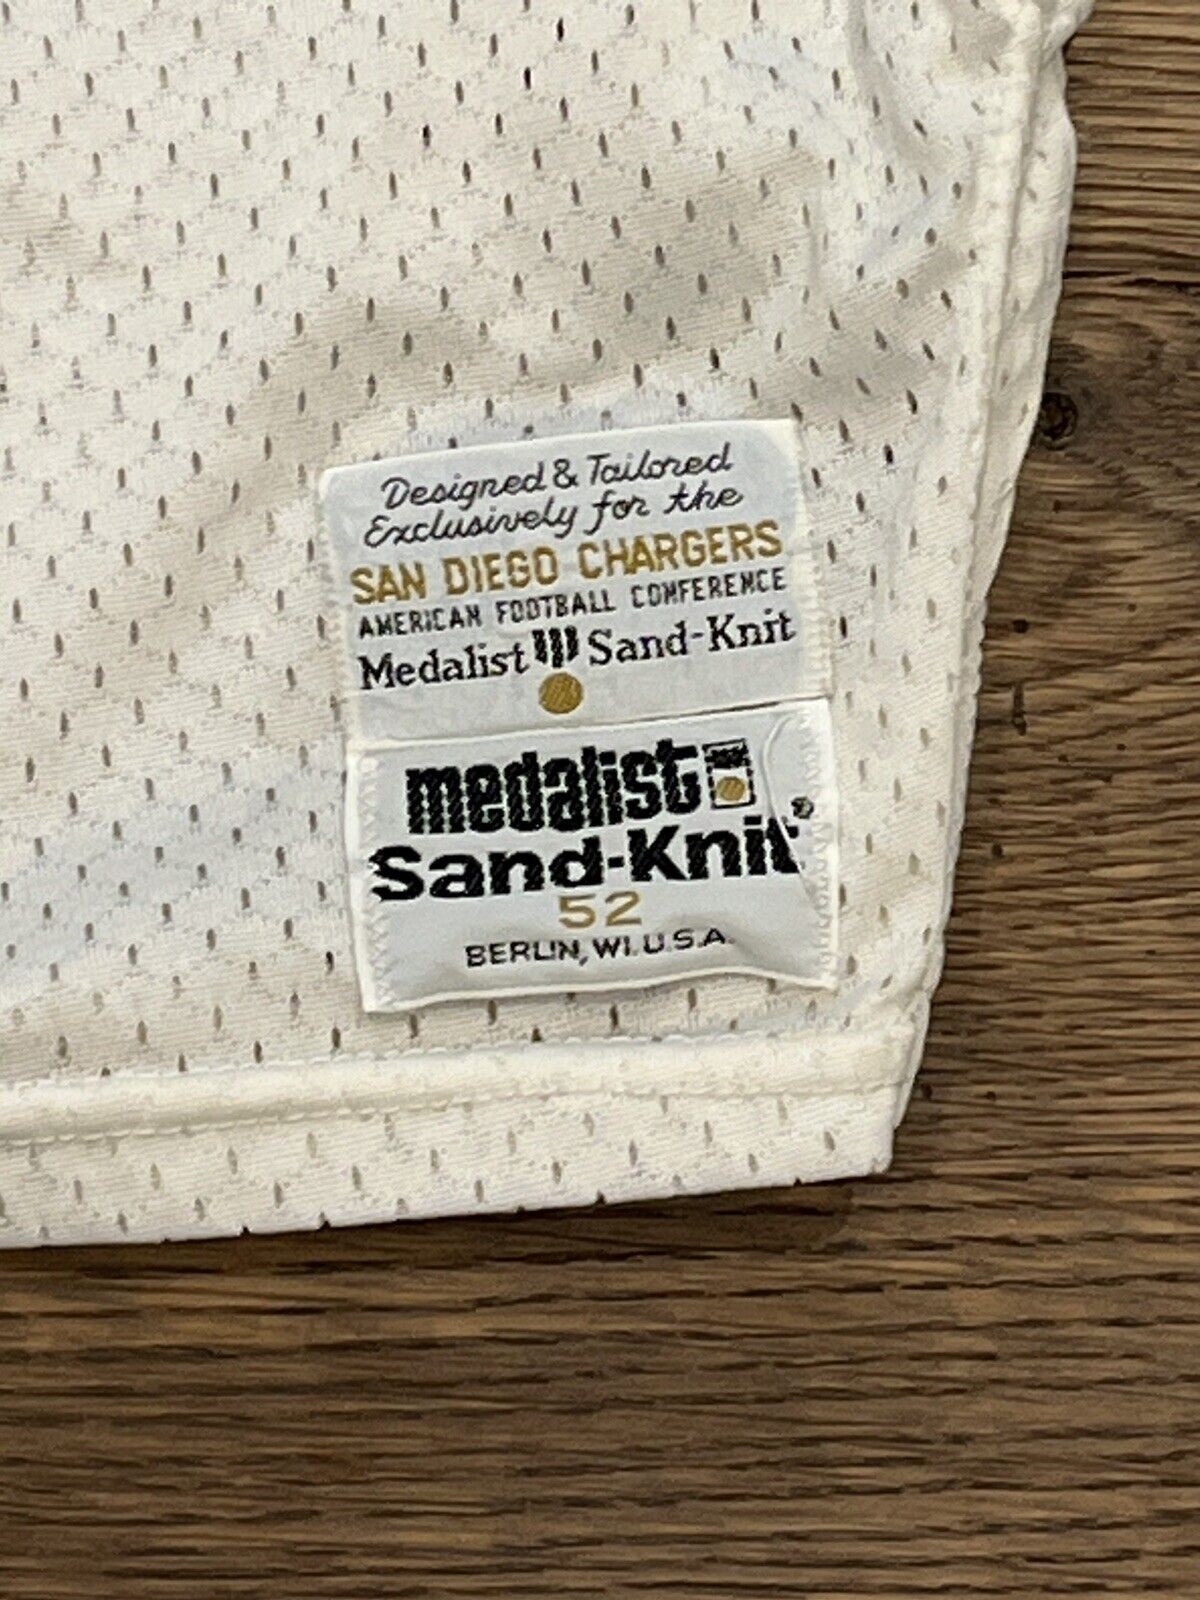 Designed & Tailored
Exclusively for the
SAN DIEGO CHARGERS
AMERICAN FOOTBALL CONFERENCE
Medalist Sand-Knit
medalist
Sand-Knit®
52
BERLIN, WI. U.S.A.